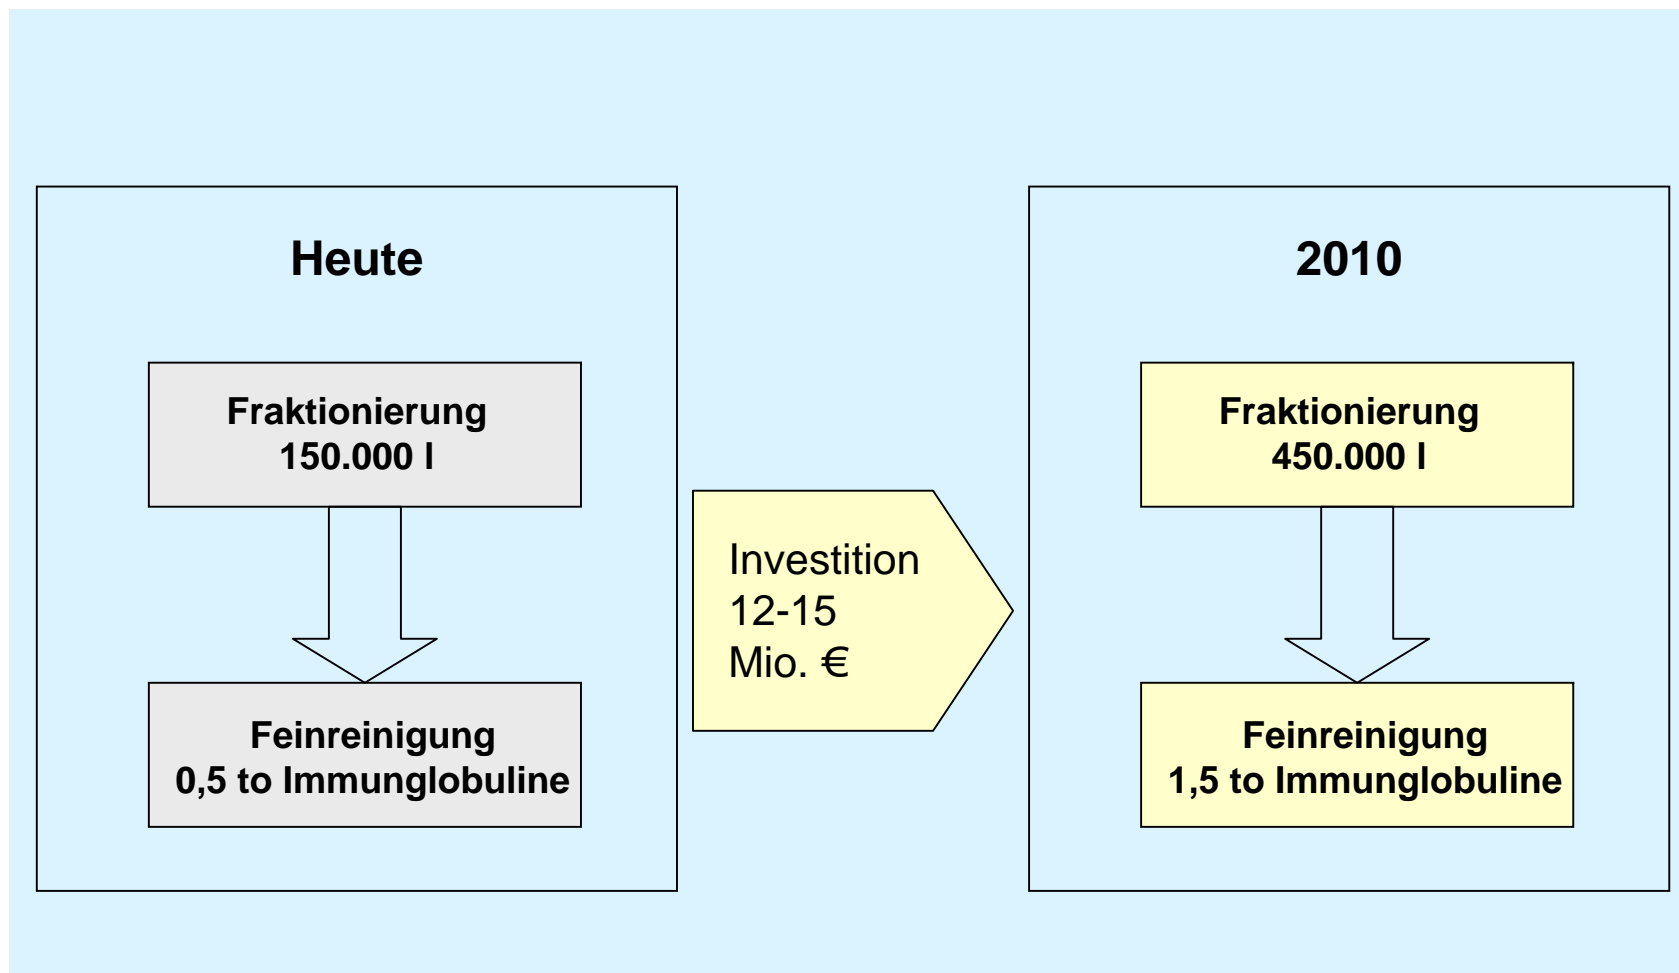 Heute
Fraktionierung
150.000 l
Feinreinigung
0,5 to Immunglobuline
Investition
12-15
Mio. €
2010
Fraktionierung
450.000 l
Feinreinigung
1,5 to Immunglobuline